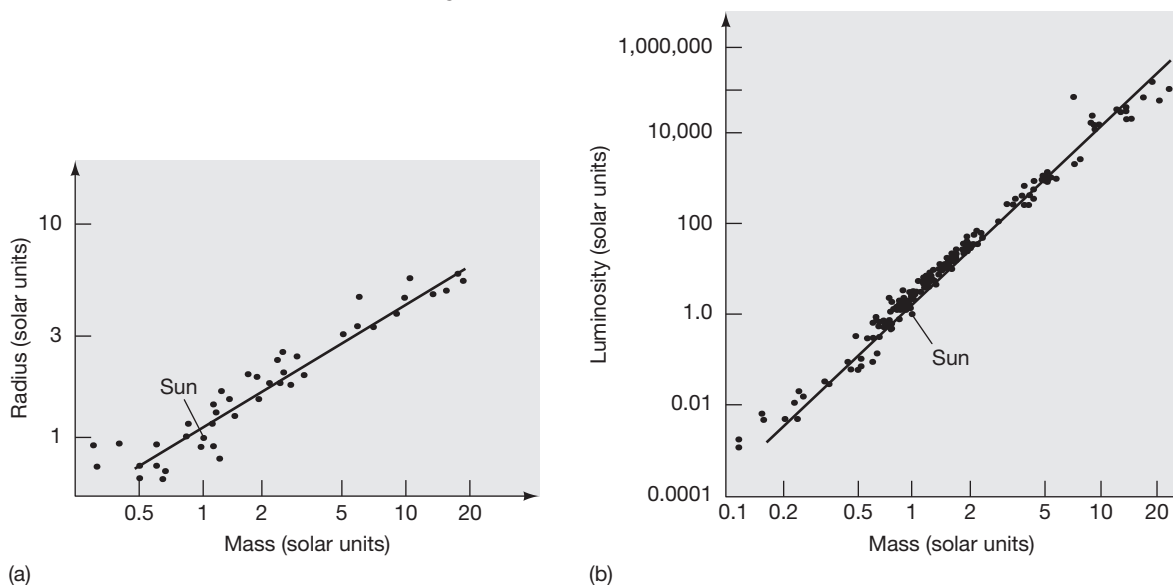 10
3
1
Radius (solar units)
Sun
0.5 1 2 5 10 20
Mass (solar units)
(a)
1,000,000
10,000
100
1.0
0.01
0.0001
Luminosity (solar units)
Sun
0.1 0.2 0.5 1 2 5 10 20
Mass (solar units)
(b)